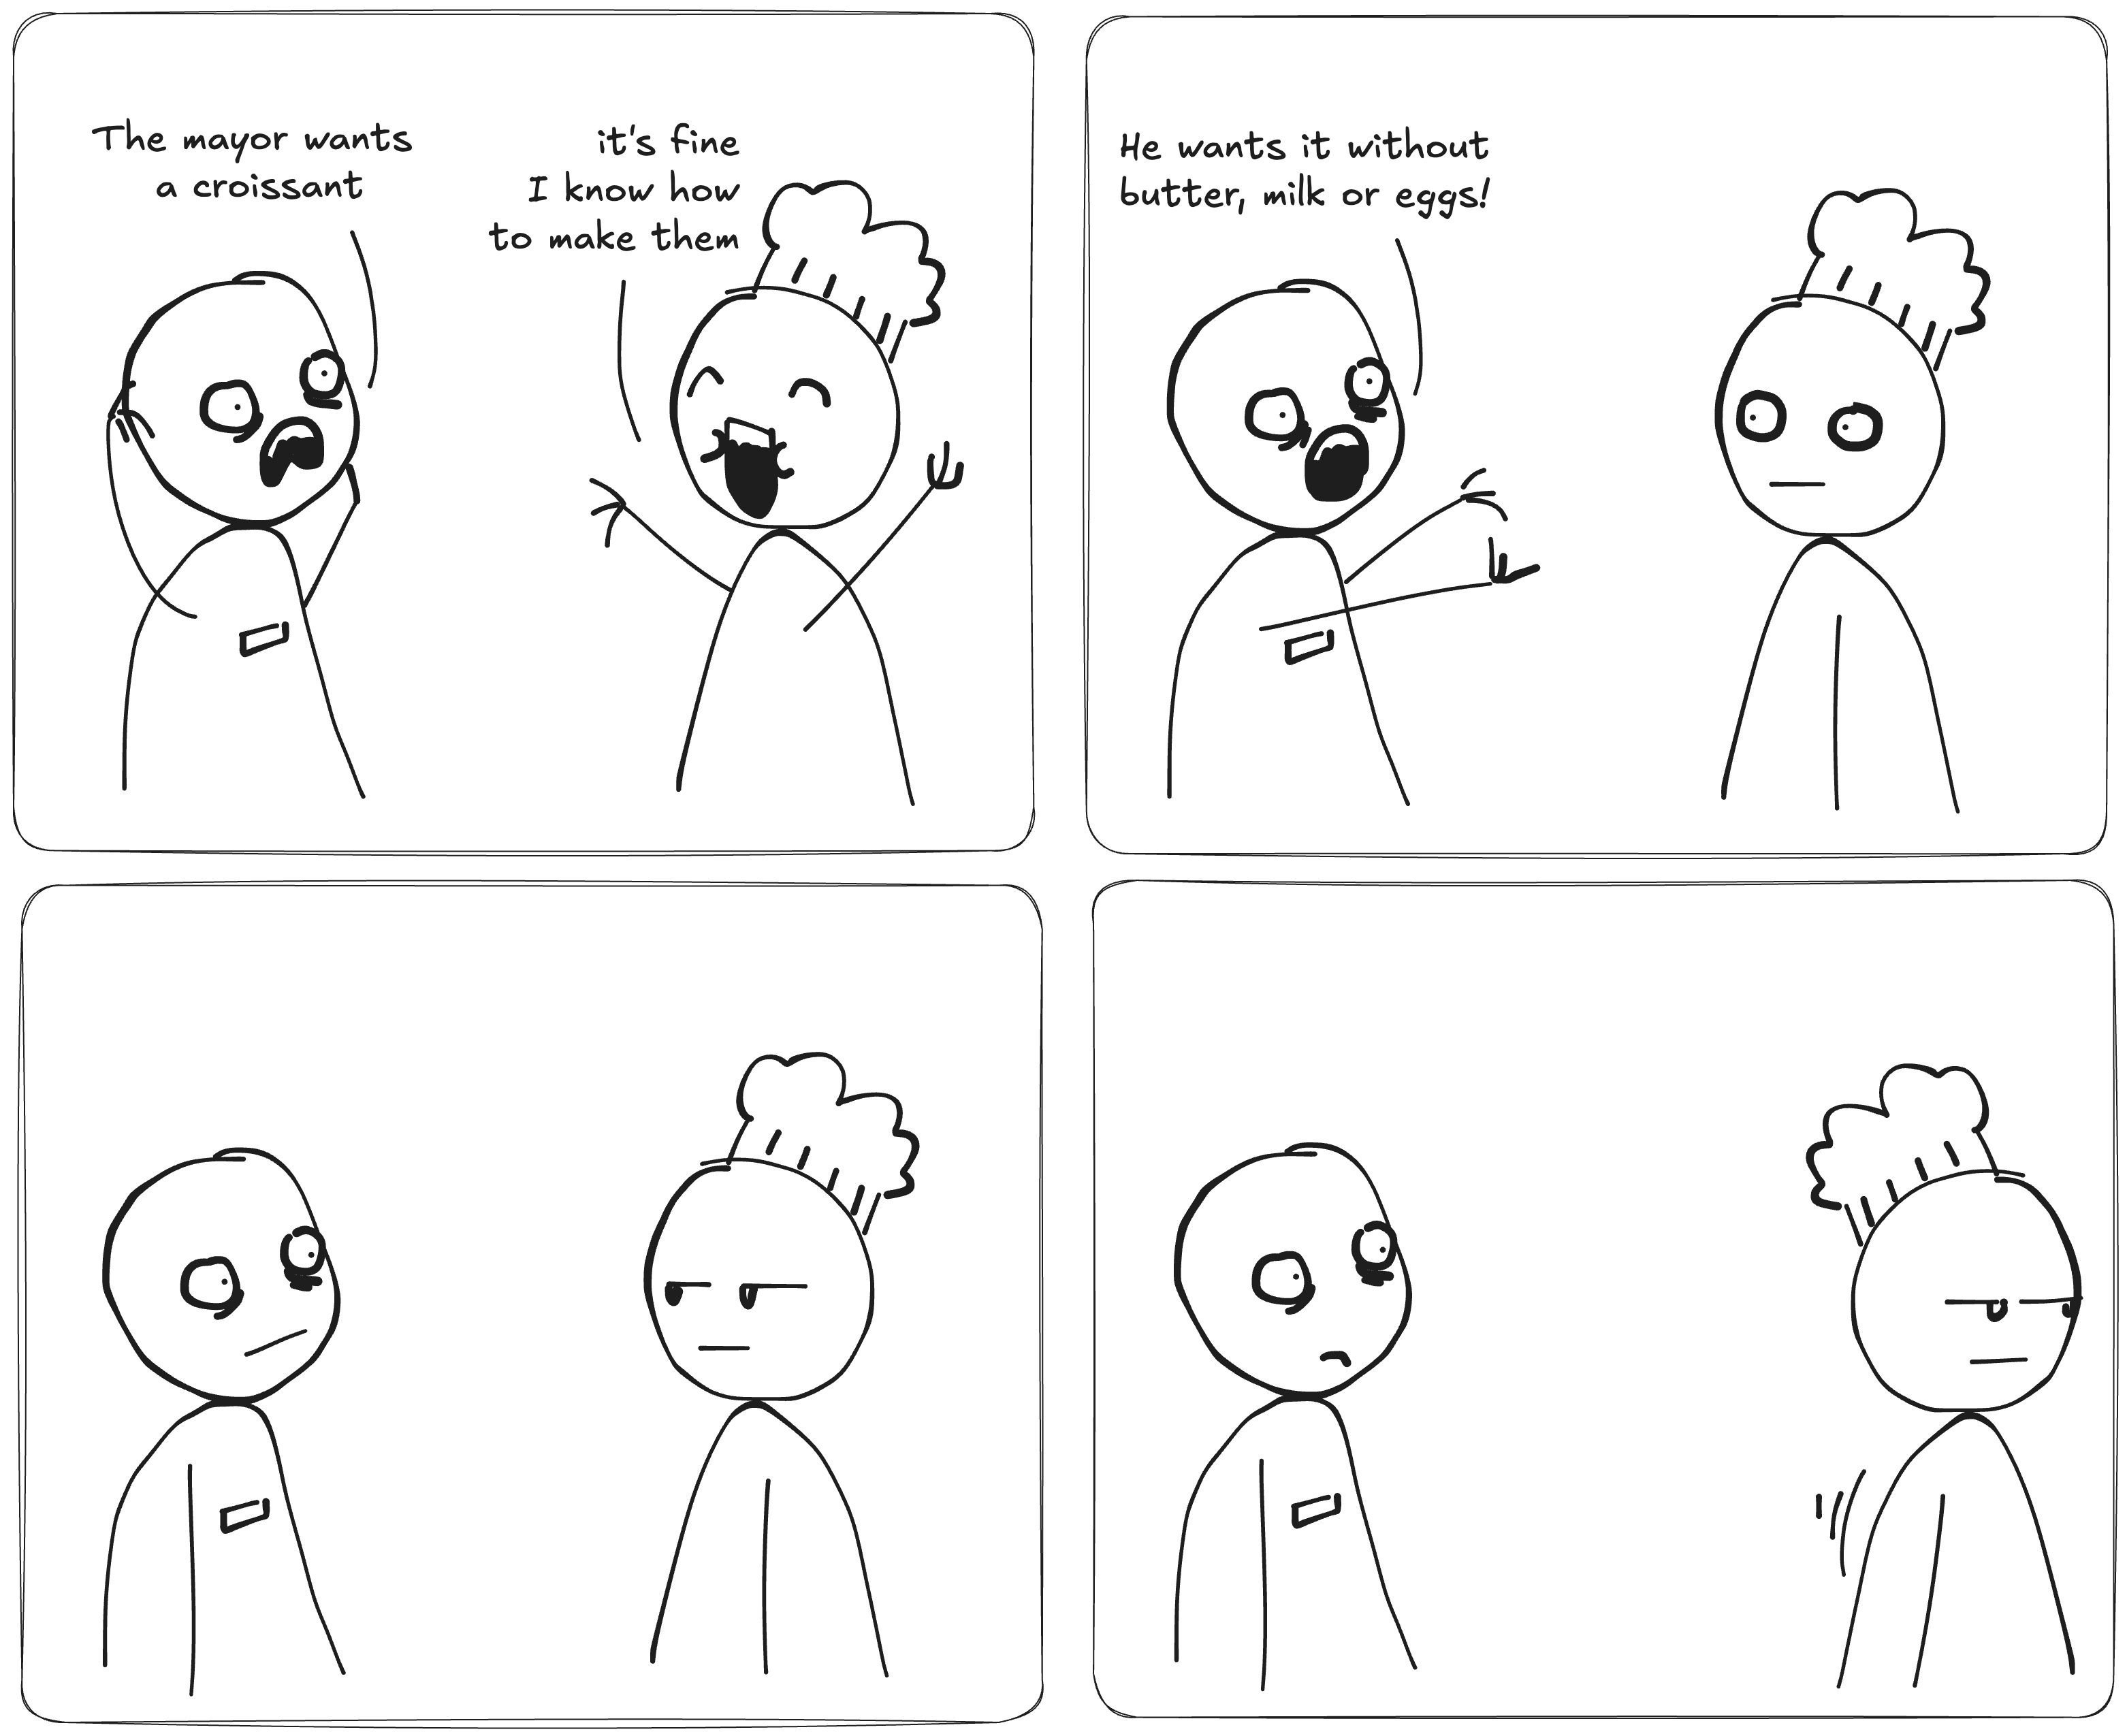 The mayor wants
a croissant
it's fine
I know how
to make them
He wants it without
butter, milk or eggs!